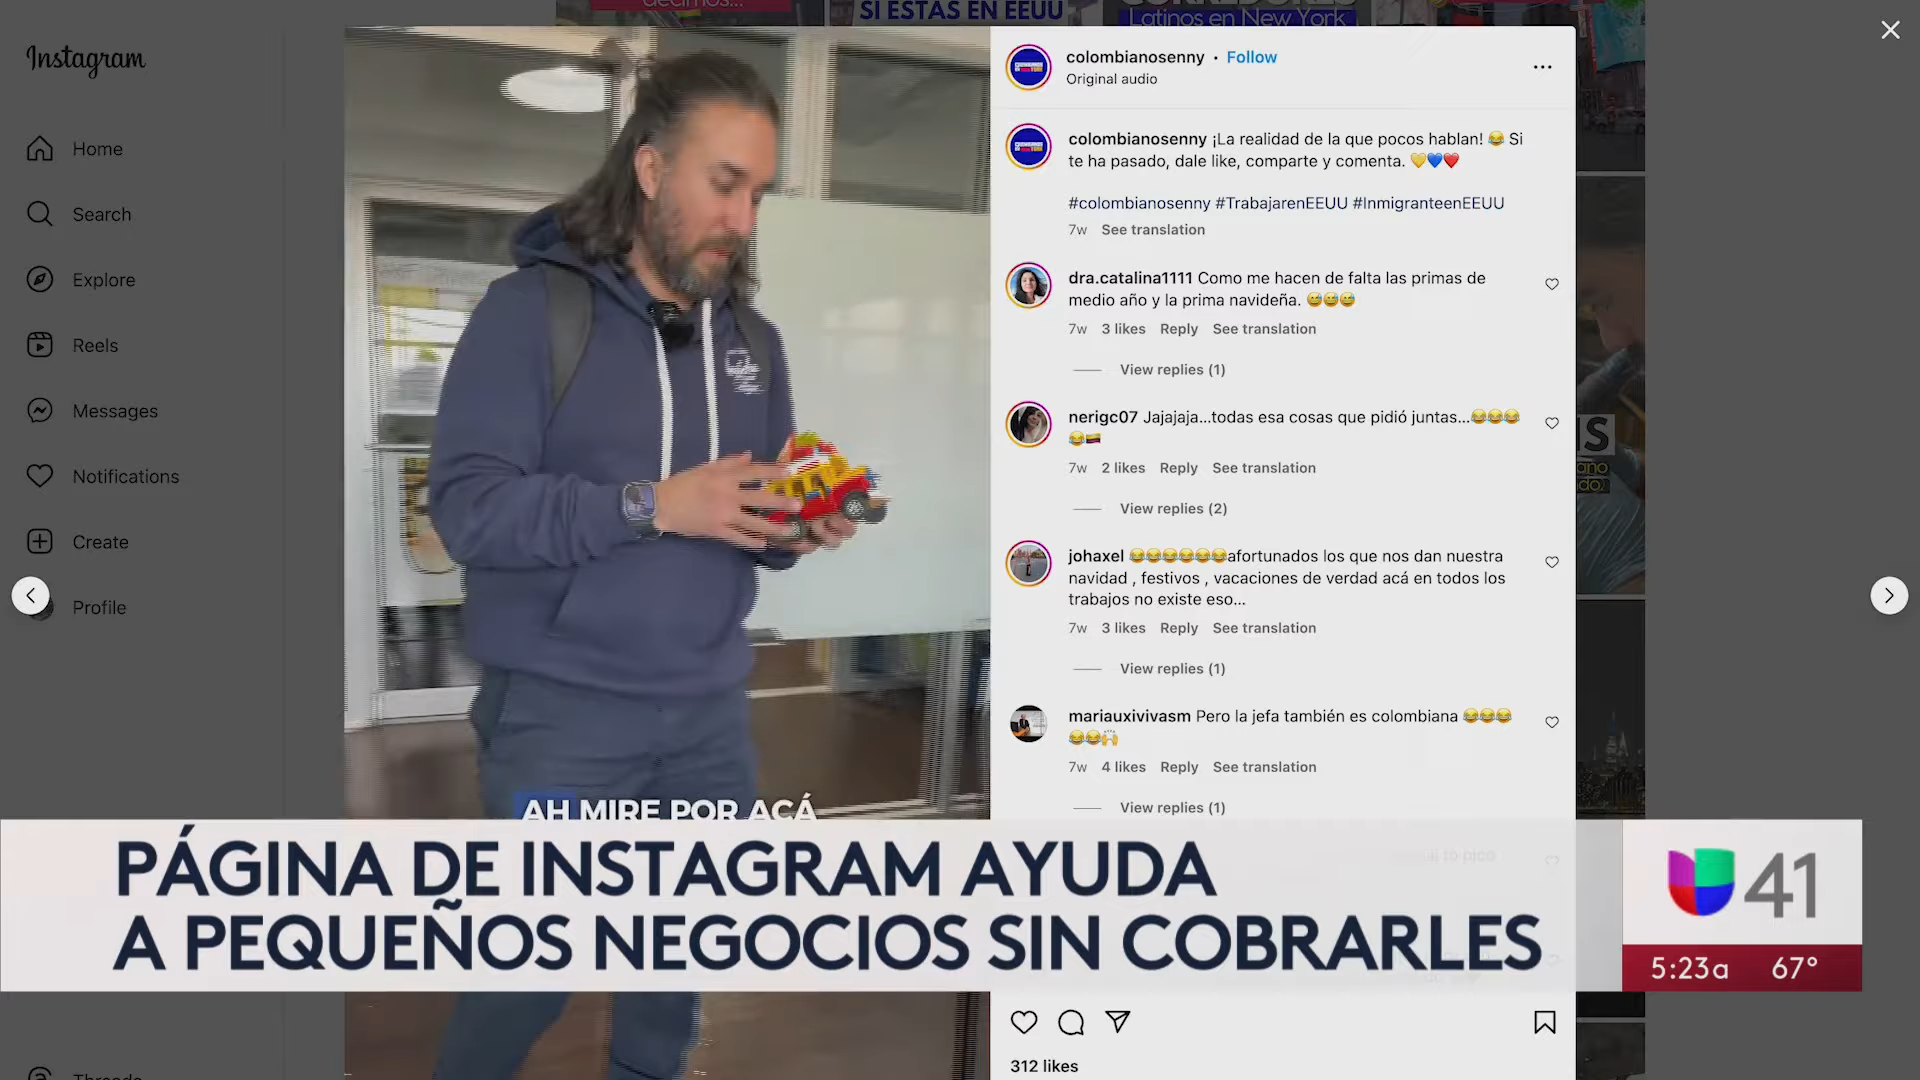 decimos...
SI ESTÁS EN EEUU
Latinos en New York
Instagram
Home
Search
Explore
Reels
Messages
Notifications
Create
Profile
Threads
AH MIRE POR ACÁ
colombianosenny • Follow
Original audio
colombianosenny ¡La realidad de la que pocos hablan! 😂 Si
te ha pasado, dale like, comparte y comenta. 💛💙❤️
#colombianosenny #TrabajarenEEUU #InmigranteenEEUU
7w See translation
dra.catalina1111 Como me hacen de falta las primas de
medio año y la prima navideña. 😅😅😅
7w 3 likes Reply See translation
View replies (1)
nerigc07 Jajajaja...todas esa cosas que pidió juntas...😂😂😂
😂🇨🇴
7w 2 likes Reply See translation
View replies (2)
johaxel 😂😂😂😂😂😂afortunados los que nos dan nuestra
navidad , festivos , vacaciones de verdad acá en todos los
trabajos no existe eso...
7w 3 likes Reply See translation
View replies (1)
mariauxivivasm Pero la jefa también es colombiana 😂😂😂
😂😂🙌
7w 4 likes Reply See translation
View replies (1)
312 likes
PÁGINA DE INSTAGRAM AYUDA
A PEQUEÑOS NEGOCIOS SIN COBRARLES
41
5:23a 67°